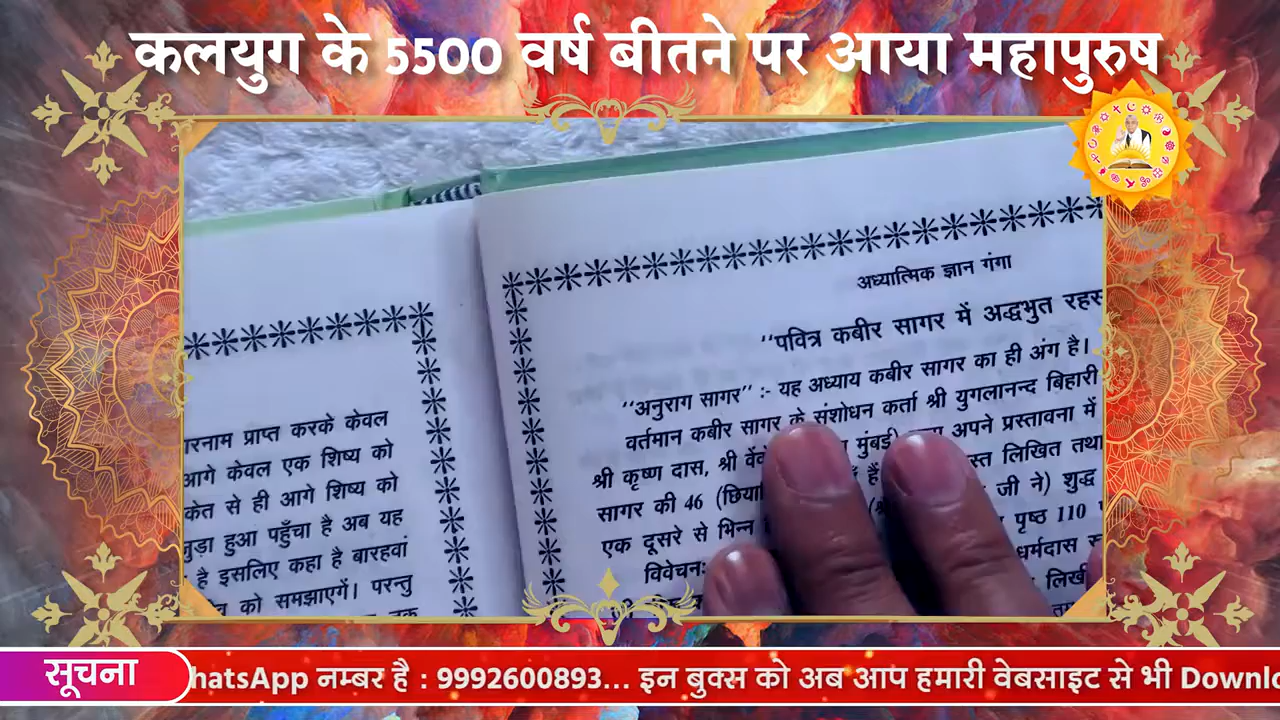 कलयुग के 5500 वर्ष बीतने पर आया महापुरुष
रनाम प्राप्त करके केवल
आगे केवल एक शिष्य को
केत से ही आगे शिष्य को
जुड़ा हुआ पहुँचा है अब यह
है इसलिए कहा है बारहवां
को समझाएगें। परन्तु
अध्यात्मिक ज्ञान गंगा
‘‘पवित्र कबीर सागर में अद्धभुत रहस
‘‘अनुराग सागर’’ :- यह अध्याय कबीर सागर का ही अंग है।
वर्तमान कबीर सागर के संशोधन कर्ता श्री युगलानन्द बिहारी
श्री कृष्ण दास, श्री मुंबई अपने प्रस्तावना में
सागर की 46 हैं लिखित तथा
एक दूसरे से भिन्न जी ने) शुद्ध
विवेचन: पृष्ठ 110
धर्मदास
सूचना
hatsApp नम्बर है : 9992600893... इन बुक्स को अब आप हमारी वेबसाइट से भी Downlo